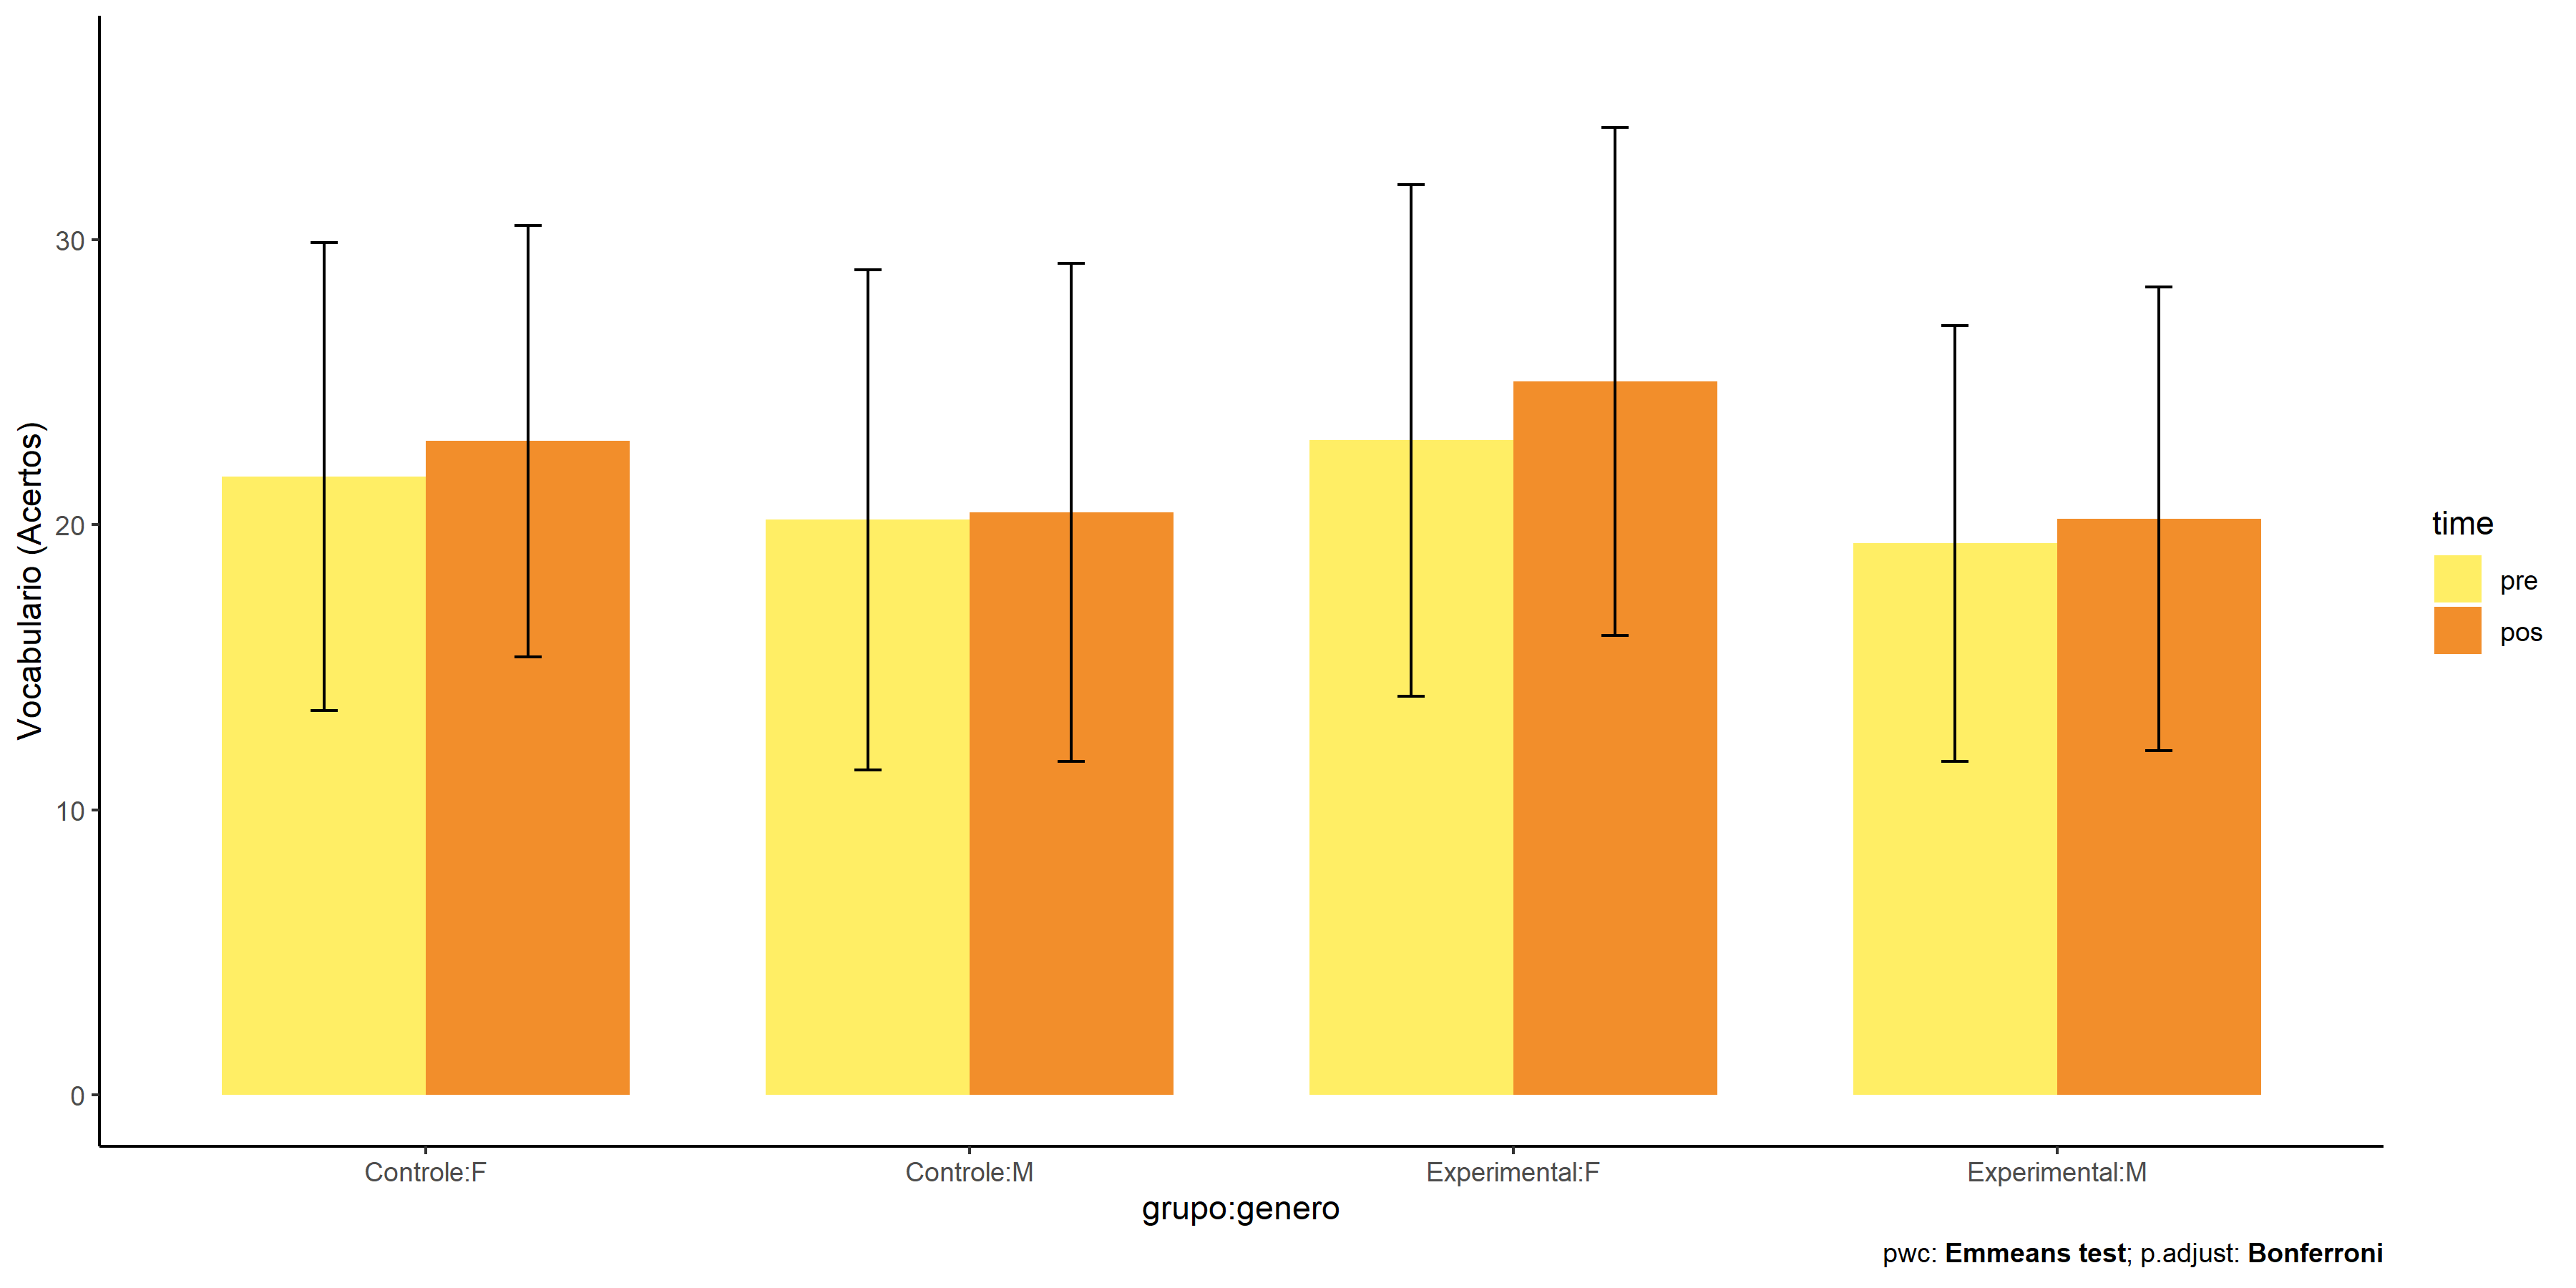 Vocabulario (Acertos)
30
20
10
0
Controle:F
Controle:M
Experimental:F
Experimental:M
grupo:genero
time
pre
pos
pwc: Emmeans test; p.adjust: Bonferroni